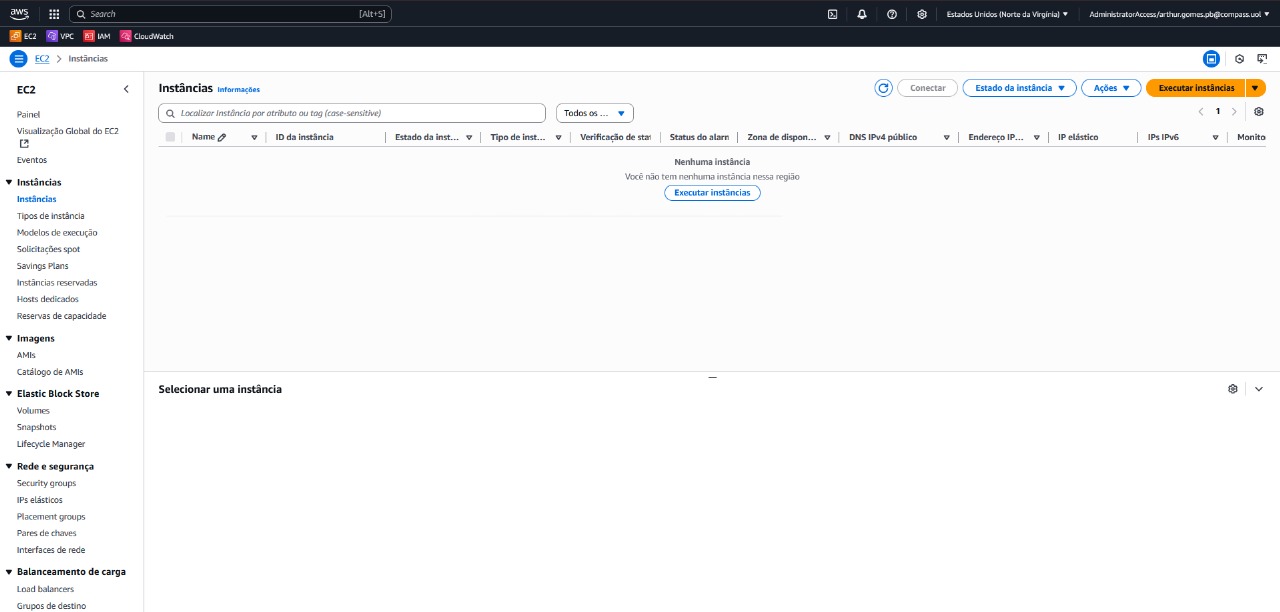 aws Search [Alt+S] Estados Unidos (Norte da Virgínia) AdministratorAccess/arthur.gomes.pb@compass.uol
EC2 VPC IAM CloudWatch
EC2 Instâncias
EC2
Painel
Visualização Global do EC2
Eventos
Instâncias
Instâncias
Tipos de instância
Modelos de execução
Solicitações spot
Savings Plans
Instâncias reservadas
Hosts dedicados
Reservas de capacidade
Imagens
AMIs
Catálogo de AMIs
Elastic Block Store
Volumes
Snapshots
Lifecycle Manager
Rede e segurança
Security groups
IPs elásticos
Placement groups
Pares de chaves
Interfaces de rede
Balanceamento de carga
Load balancers
Grupos de destino
Instâncias Informações Conectar Estado da instância Ações Executar instâncias
Localizar Instância por atributo ou tag (case-sensitive) Todos os ... 1
Name ID da instância Estado da inst... Tipo de inst... Verificação de stat Status do alarm Zona de dispon... DNS IPv4 público Endereço IP... IP elástico IPs IPv6 Monito
Nenhuma instância
Você não tem nenhuma instância nessa região
Executar instâncias
Selecionar uma instância